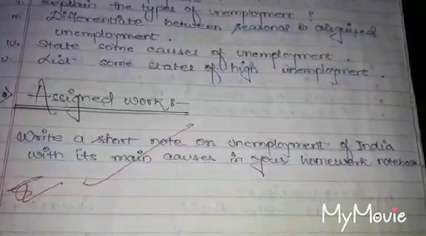 ii. Explain the types of unemployment ?
iii. Differentiate between seasonal & disguised
unemployment.
iv. State some causes of unemployment.
v. List some states of high unemployment.
Assigned work :-
Write a short note on unemployment of India
with its main causes in your homework notebook
MyMovie